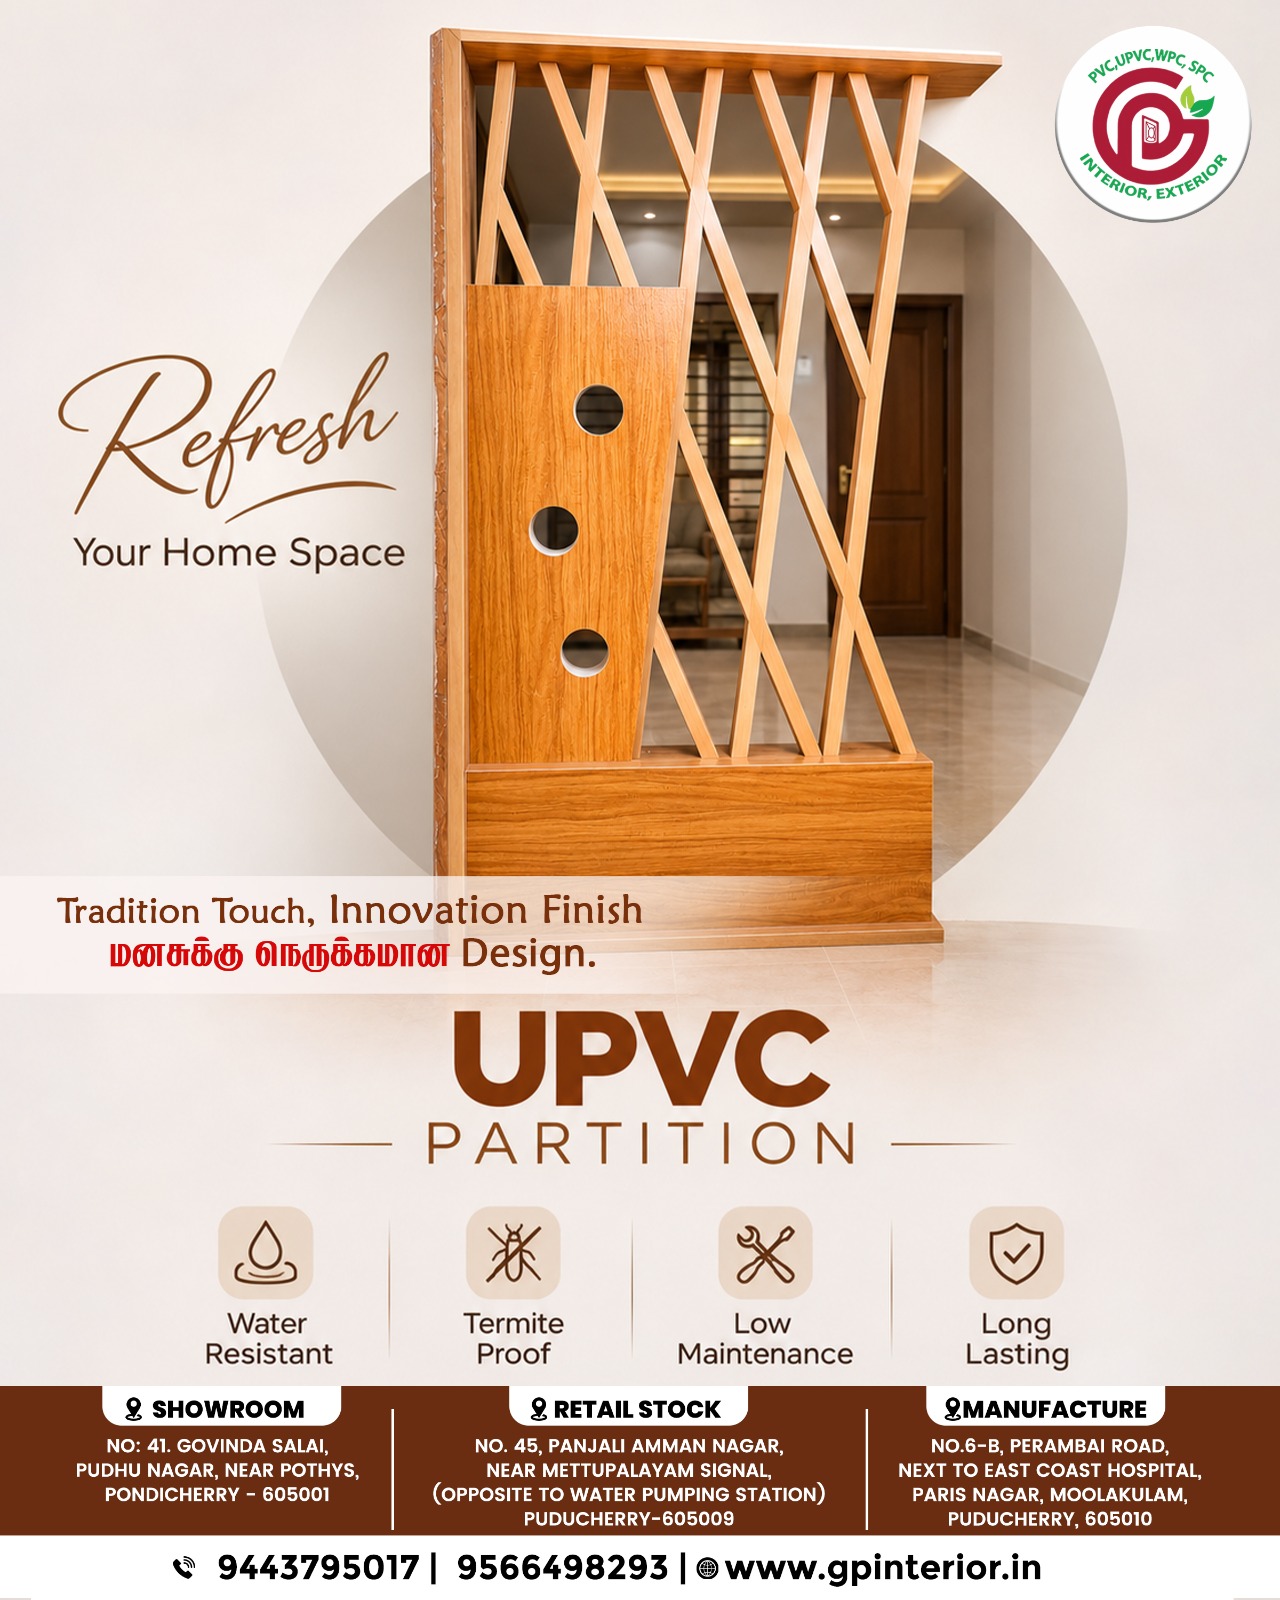 PVC,UPVC,WPC, SPC
INTERIOR, EXTERIOR
Refresh
Your Home Space
Tradition Touch, Innovation Finish
மனசுக்கு நெருக்கமான Design.
UPVC
PARTITION
Water
Resistant
Termite
Proof
Low
Maintenance
Long
Lasting
SHOWROOM
NO: 41. GOVINDA SALAI,
PUDHU NAGAR, NEAR POTHYS,
PONDICHERRY - 605001
RETAIL STOCK
NO. 45, PANJALI AMMAN NAGAR,
NEAR METTUPALAYAM SIGNAL,
(OPPOSITE TO WATER PUMPING STATION)
PUDUCHERRY-605009
MANUFACTURE
NO.6-B, PERAMBAI ROAD,
NEXT TO EAST COAST HOSPITAL,
PARIS NAGAR, MOOLAKULAM,
PUDUCHERRY, 605010
9443795017 | 9566498293 | www.gpinterior.in